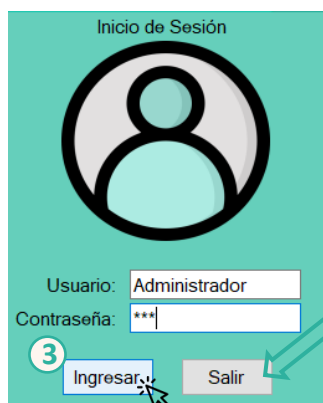 Inicio de Sesión
Usuario: Administrador
Contraseña: ***
3
Ingresar Salir